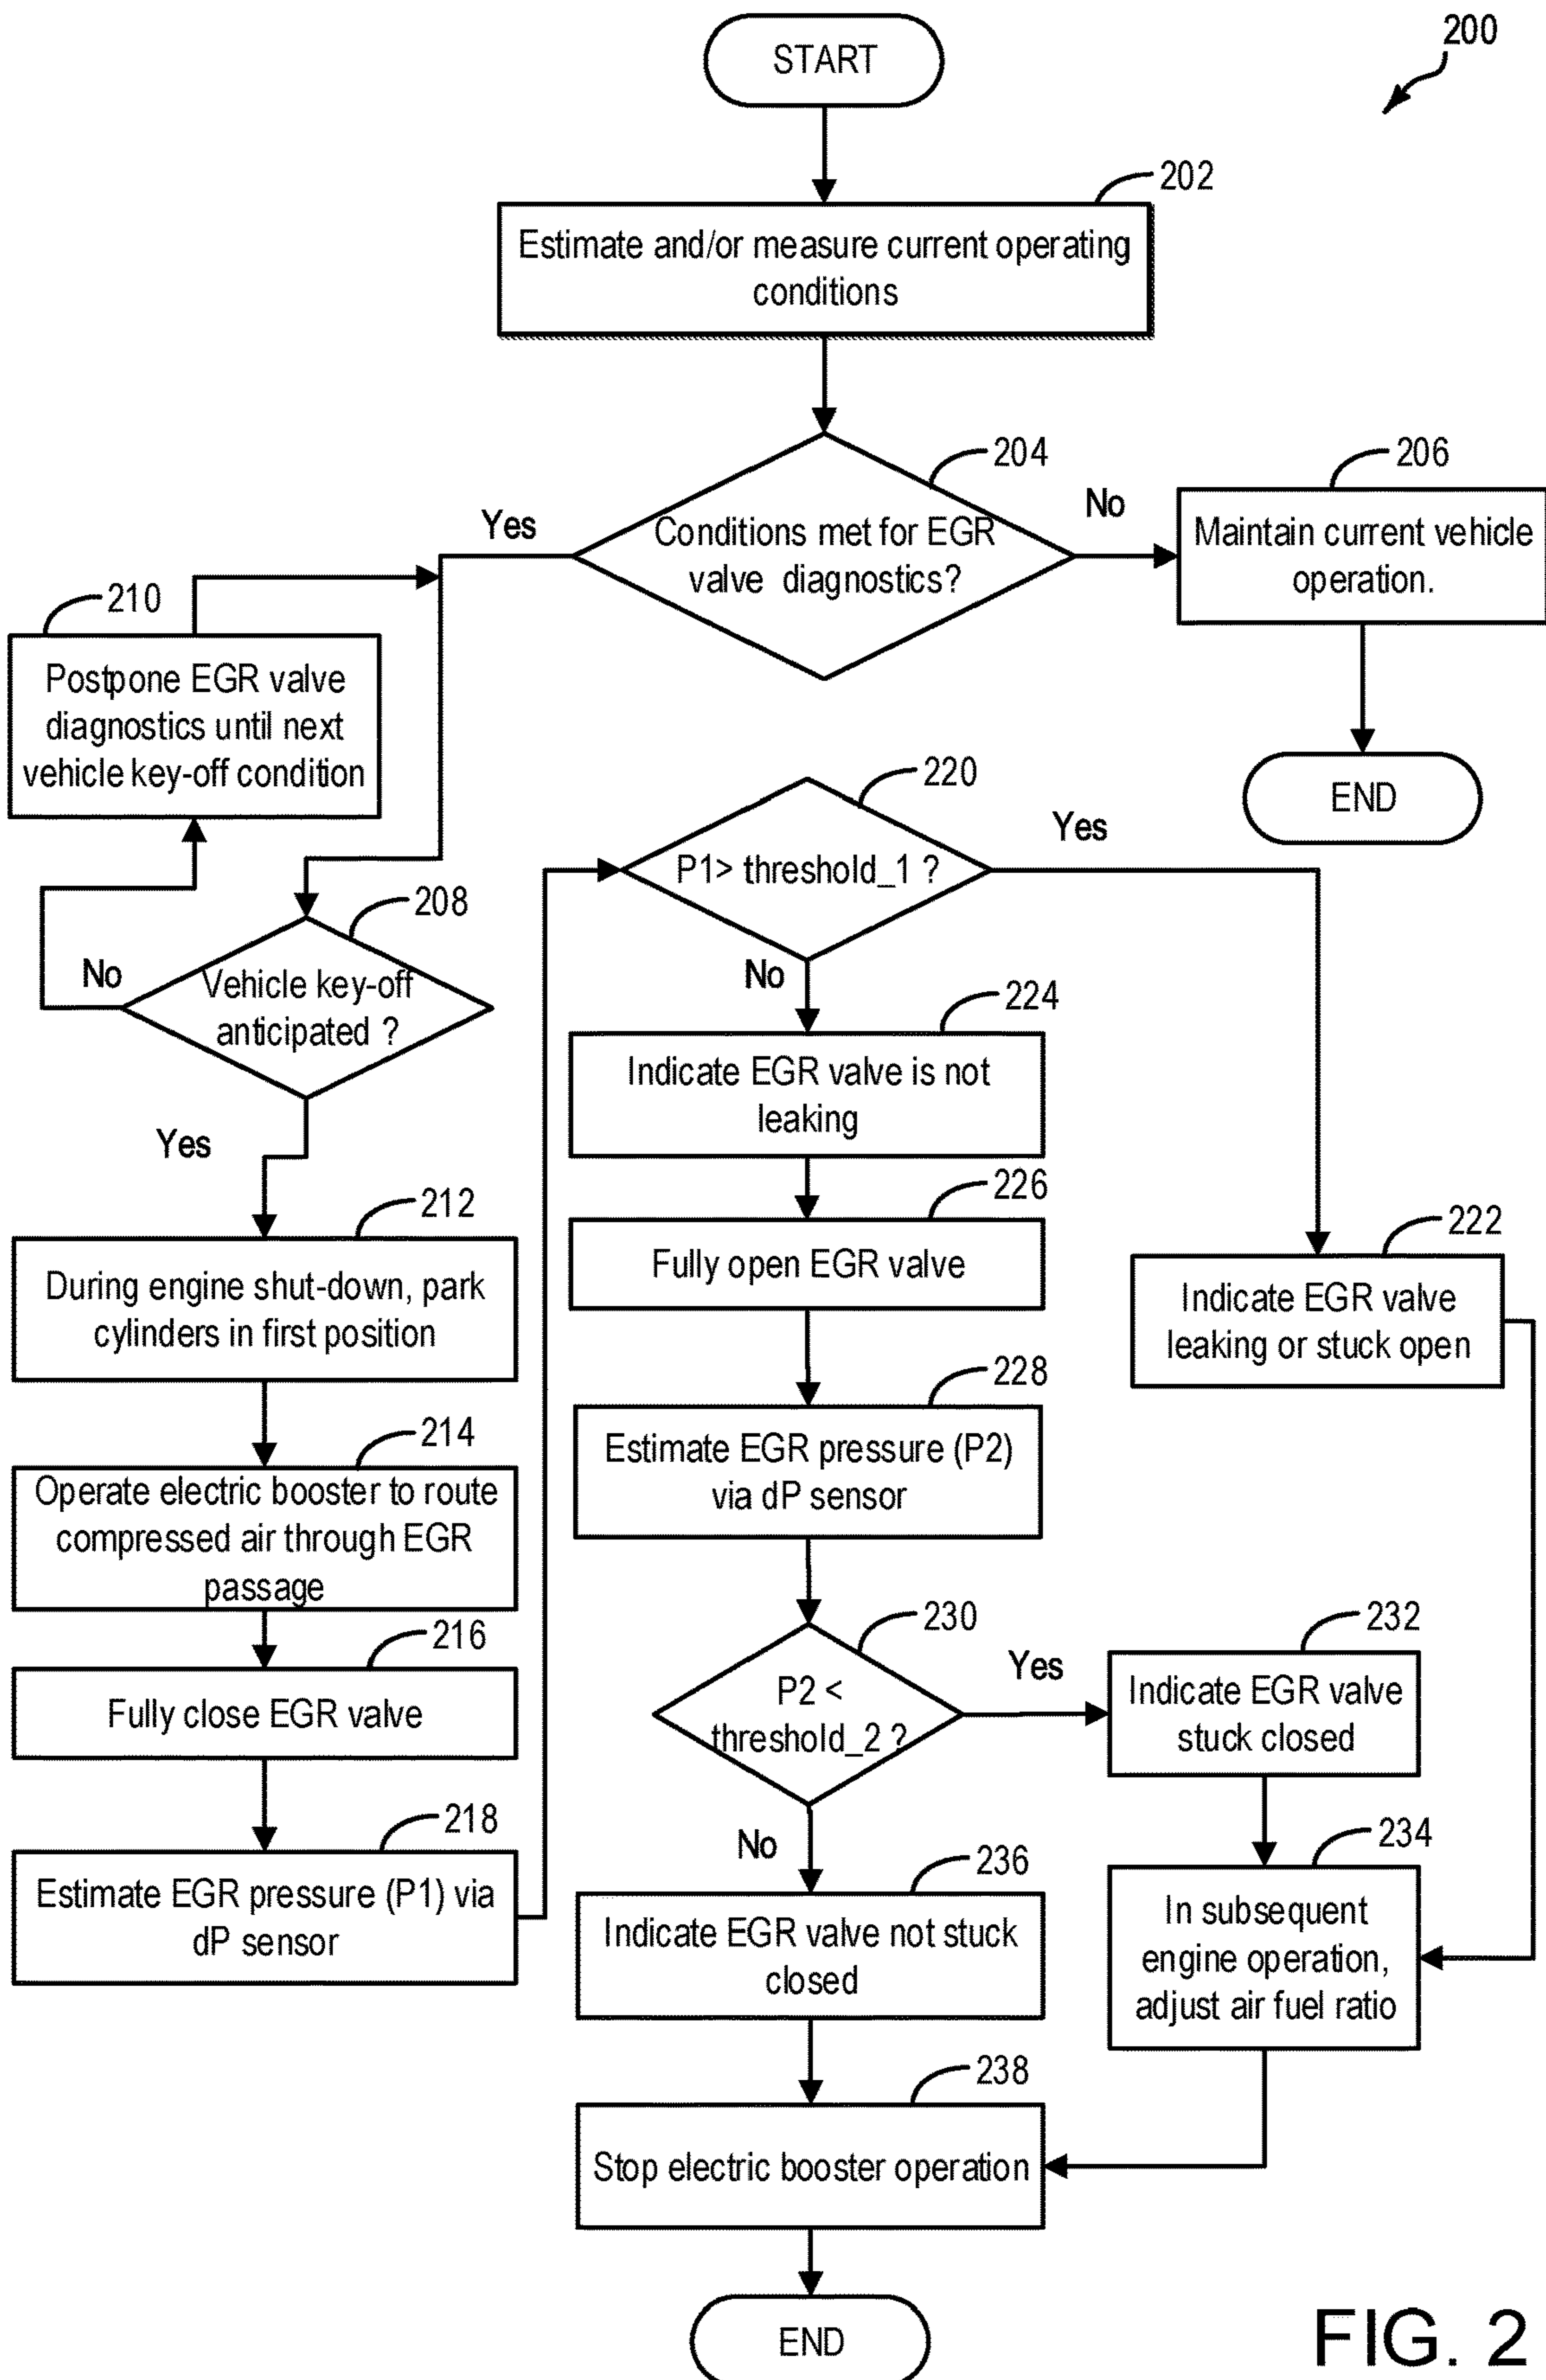 START
200
202
Estimate and/or measure current operating
conditions
204
Conditions met for EGR
valve diagnostics?
Yes
No
206
Maintain current vehicle
operation.
END
210
Postpone EGR valve
diagnostics until next
vehicle key-off condition
208
Vehicle key-off
anticipated ?
No
Yes
212
During engine shut-down, park
cylinders in first position
214
Operate electric booster to route
compressed air through EGR
passage
216
Fully close EGR valve
218
Estimate EGR pressure (P1) via
dP sensor
220
P1> threshold_1 ?
Yes
No
222
Indicate EGR valve
leaking or stuck open
224
Indicate EGR valve is not
leaking
226
Fully open EGR valve
228
Estimate EGR pressure (P2)
via dP sensor
230
P2 <
threshold_2 ?
Yes
No
232
Indicate EGR valve
stuck closed
234
In subsequent
engine operation,
adjust air fuel ratio
236
Indicate EGR valve not stuck
closed
238
Stop electric booster operation
END
FIG. 2